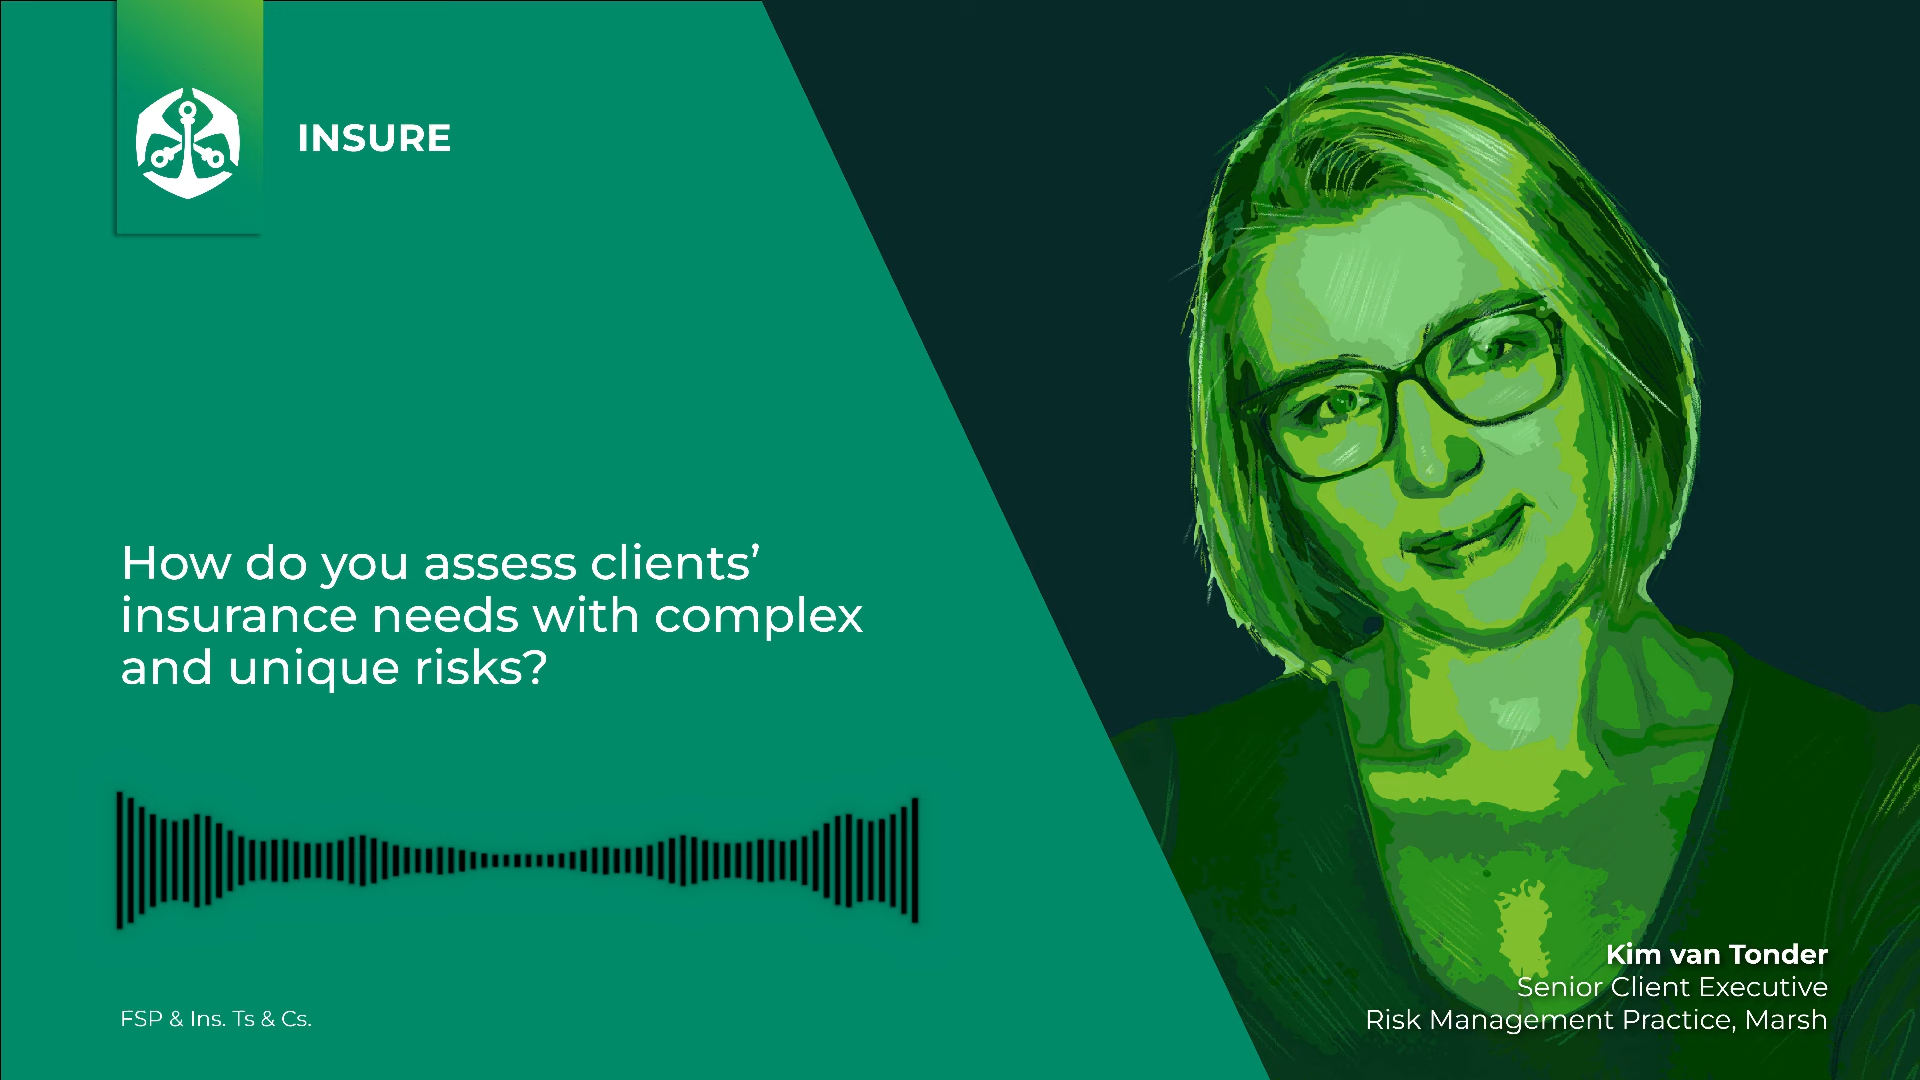 INSURE
How do you assess clients’
insurance needs with complex
and unique risks?
FSP & Ins. Ts & Cs.
Kim van Tonder
Senior Client Executive
Risk Management Practice, Marsh